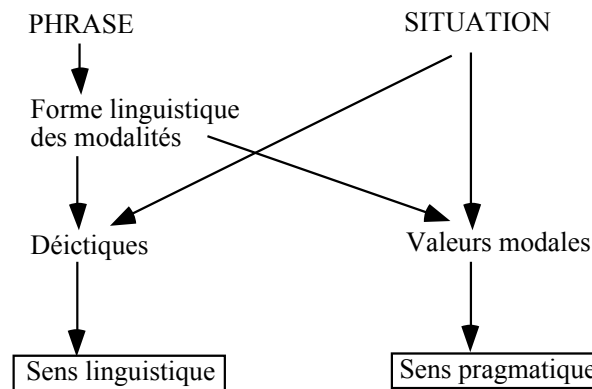 PHRASE
SITUATION
Forme linguistique
des modalités
Déictiques
Valeurs modales
Sens linguistique
Sens pragmatique